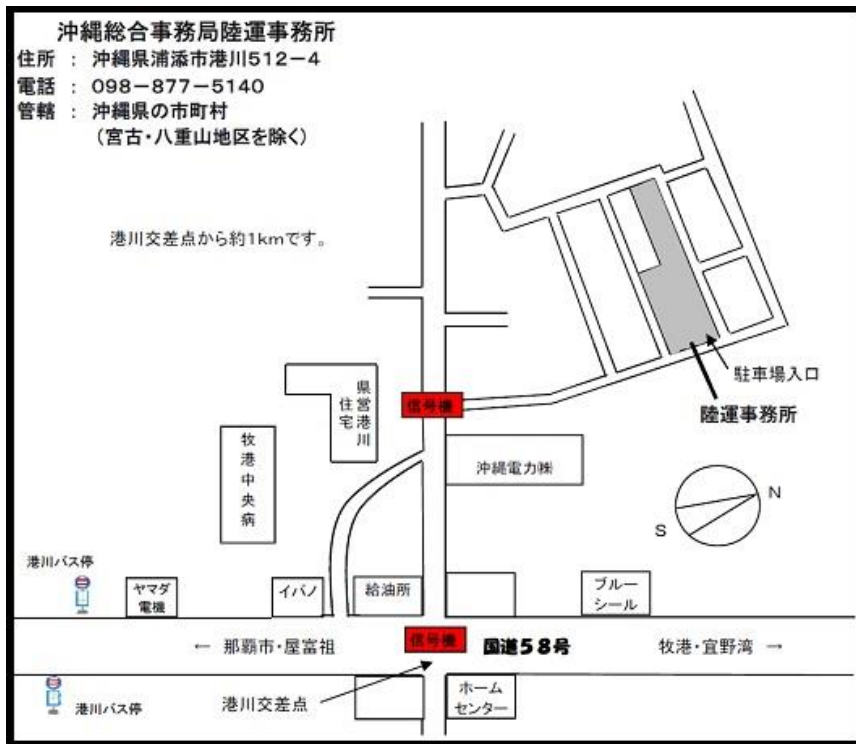 沖縄総合事務局陸運事務所
住所 : 沖縄県浦添市港川512-4
電話 : 098-877-5140
管轄 : 沖縄県の市町村
(宮古・八重山地区を除く)
港川交差点から約1kmです。
駐車場入口
陸運事務所
県営港川
住宅
信号機
牧港中央病
沖縄電力㈱
N
S
港川バス停
ヤマダ
電機
イバノ
給油所
ブルー
シール
← 那覇市・屋富祖
信号機
国道58号
牧港・宜野湾 →
港川バス停
港川交差点
ホーム
センター